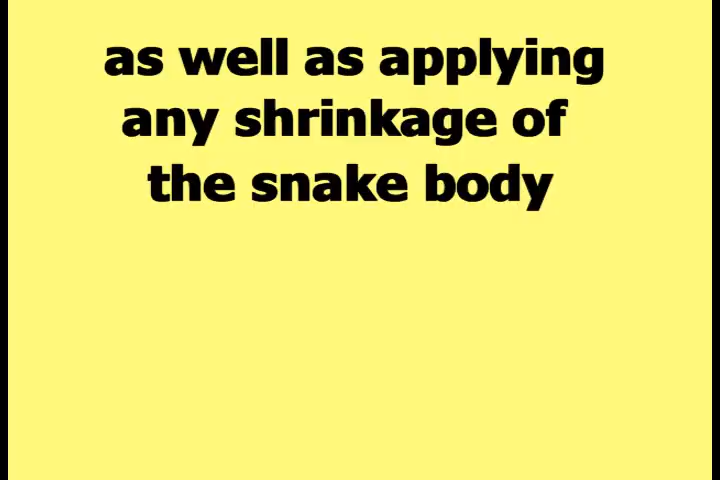 as well as applying
any shrinkage of
the snake body